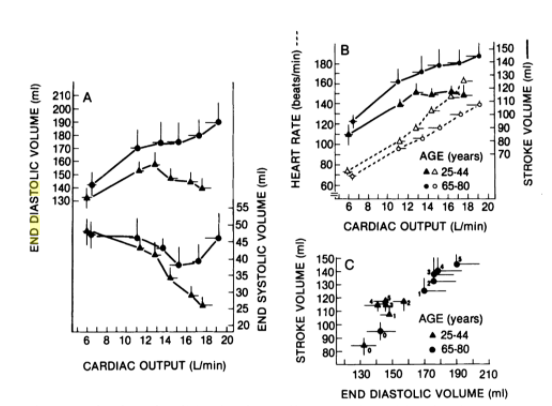 A
END DIASTOLIC VOLUME (ml)
210
200
190
180
170
160
150
140
130
55
50
45
40
35
30
25
20
END SYSTOLIC VOLUME (ml)
6 8 10 12 14 16 18 20
CARDIAC OUTPUT (L/min)
B
HEART RATE (beats/min) ---
180
160
140
120
100
80
60
150
140
130
120
110
100
90
80
70
STROKE VOLUME (ml)
AGE (years)
25-44
65-80
6 8 10 12 14 16 18 20
CARDIAC OUTPUT (L/min)
C
STROKE VOLUME (ml)
150
140
130
120
110
100
90
80
AGE (years)
25-44
65-80
130 150 170 190 210
END DIASTOLIC VOLUME (ml)